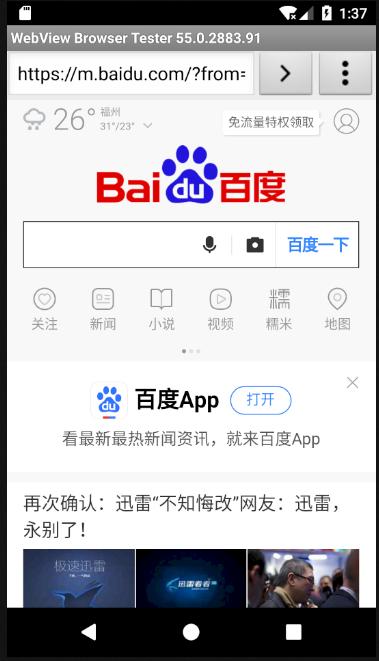 1:37
WebView Browser Tester 55.0.2883.91
https://m.baidu.com/?from=
26°
福州
31°/23°
免流量特权领取
Bai du 百度
百度一下
关注 新闻 小说 视频 糯米 地图
糯
du
百度App
打开
看最新最热新闻资讯，就来百度App
再次确认：迅雷“不知悔改”网友：迅雷，
永别了！
极速迅雷
迅雷看看